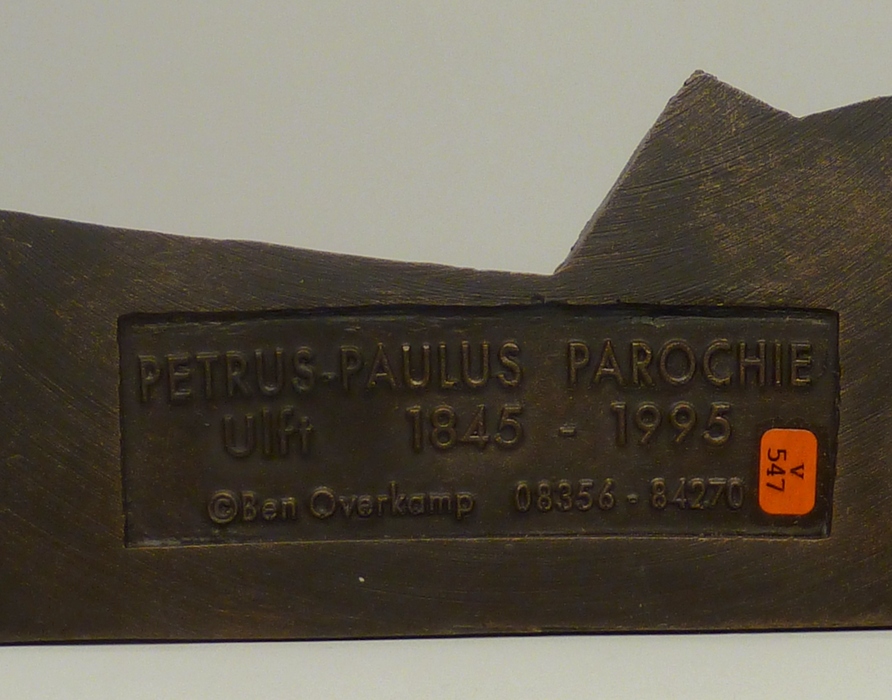 PETRUS-PAULUS PAROCHIE
Ulft 1845 - 1995
©Ben Overkamp 08356 - 84270
V
547